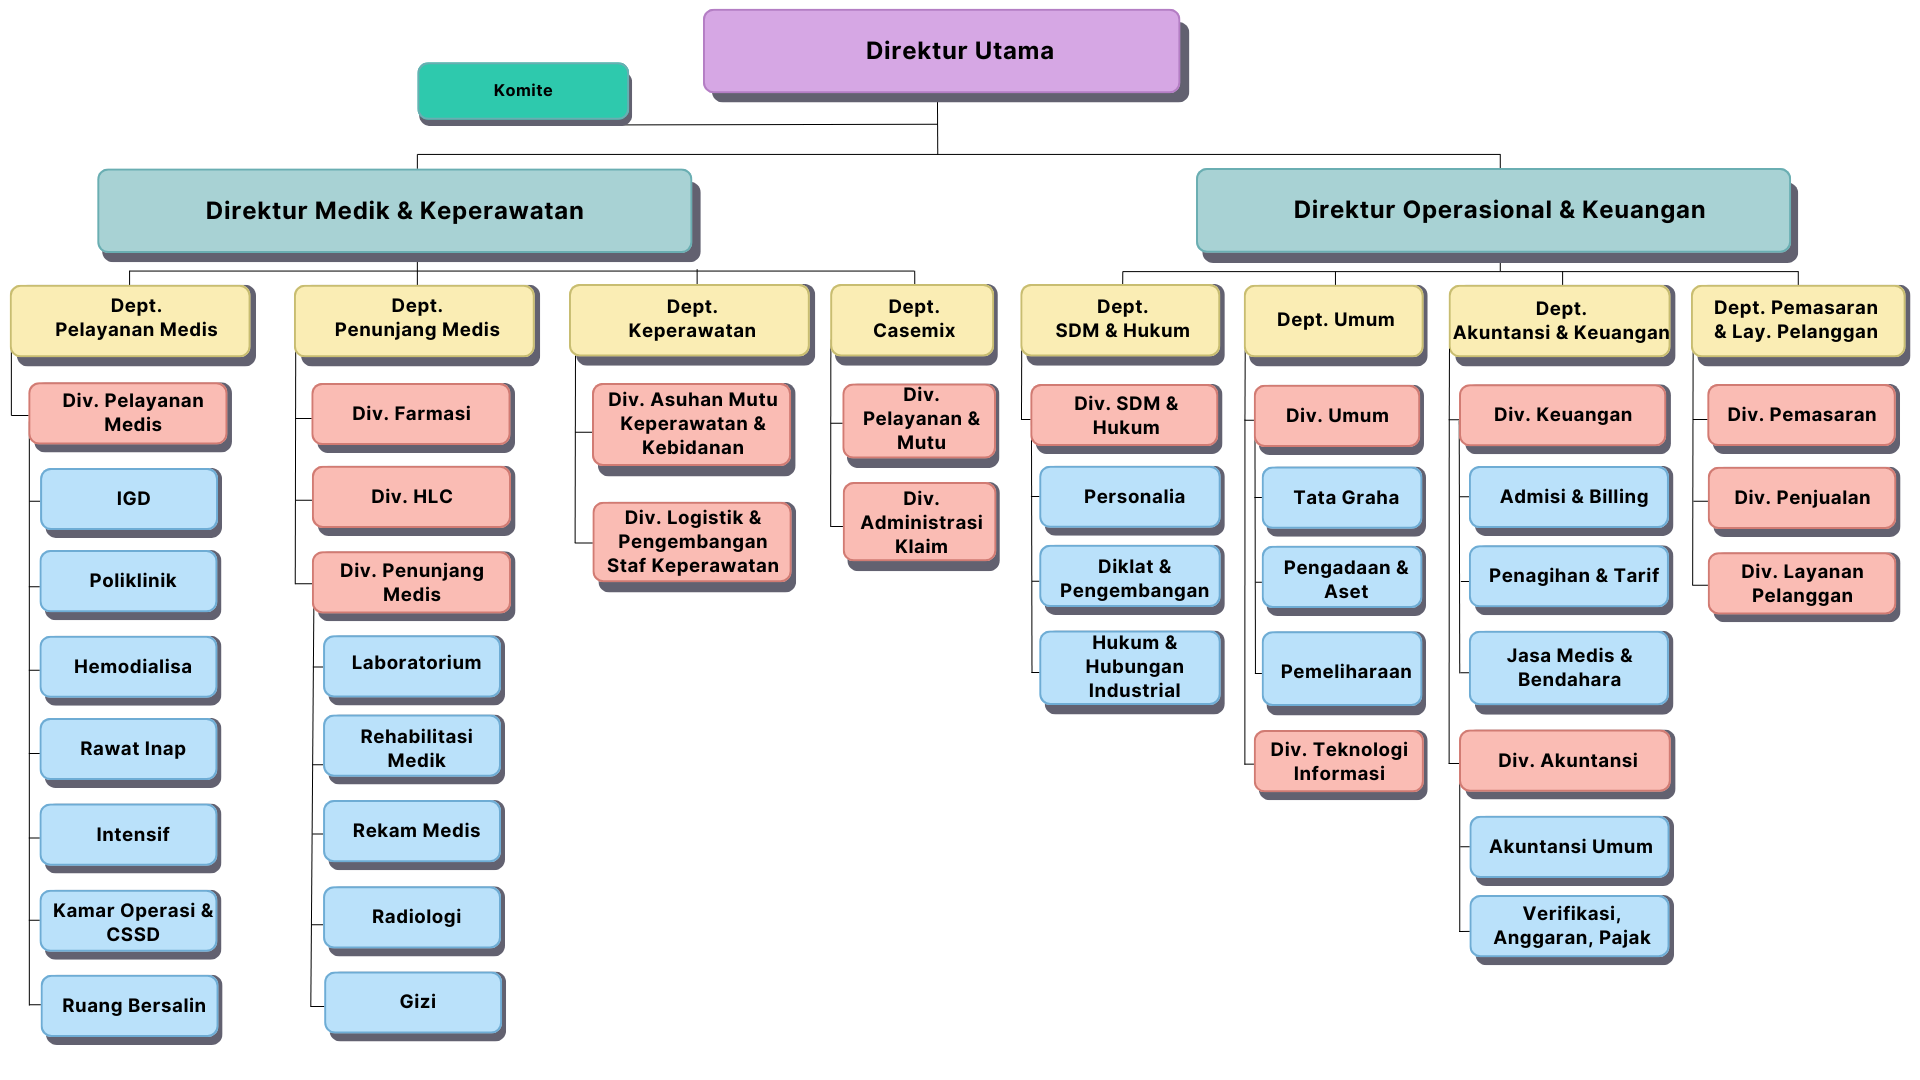 Direktur Utama
Komite
Direktur Medik & Keperawatan
Direktur Operasional & Keuangan
Dept.
Pelayanan Medis
Div. Pelayanan
Medis
IGD
Poliklinik
Hemodialisa
Rawat Inap
Intensif
Kamar Operasi &
CSSD
Ruang Bersalin
Dept.
Penunjang Medis
Div. Farmasi
Div. HLC
Div. Penunjang
Medis
Laboratorium
Rehabilitasi
Medik
Rekam Medis
Radiologi
Gizi
Dept.
Keperawatan
Div. Asuhan Mutu
Keperawatan &
Kebidanan
Div. Logistik &
Pengembangan
Staf Keperawatan
Dept.
Casemix
Div.
Pelayanan &
Mutu
Div.
Administrasi
Klaim
Dept.
SDM & Hukum
Div. SDM &
Hukum
Personalia
Diklat &
Pengembangan
Hukum &
Hubungan
Industrial
Dept. Umum
Div. Umum
Tata Graha
Pengadaan &
Aset
Pemeliharaan
Div. Teknologi
Informasi
Dept.
Akuntansi & Keuangan
Div. Keuangan
Admisi & Billing
Penagihan & Tarif
Jasa Medis &
Bendahara
Div. Akuntansi
Akuntansi Umum
Verifikasi,
Anggaran, Pajak
Dept. Pemasaran
& Lay. Pelanggan
Div. Pemasaran
Div. Penjualan
Div. Layanan
Pelanggan